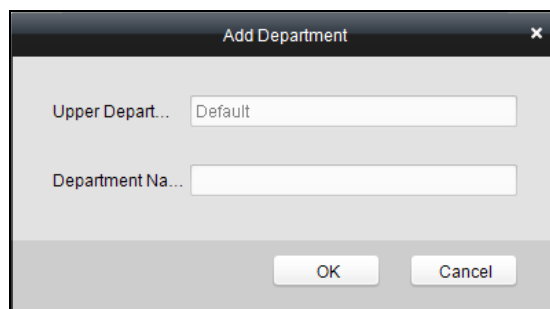 Add Department
Upper Depart... Default
Department Na...
OK Cancel